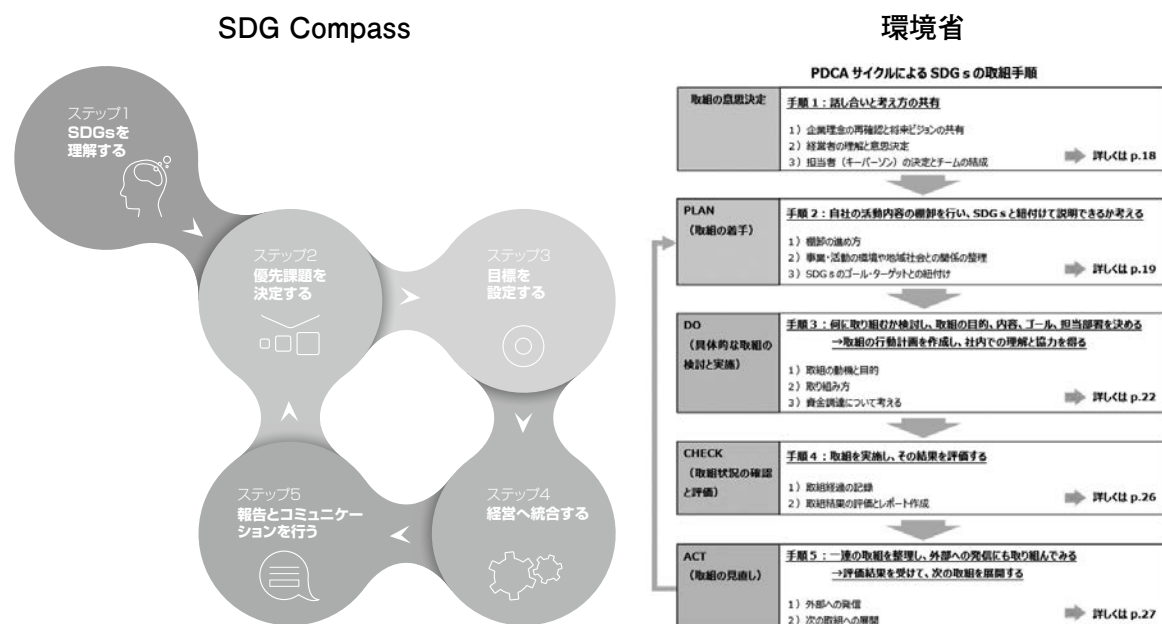 SDG Compass
ステップ1
SDGsを
理解する
ステップ2
優先課題を
決定する
ステップ3
目標を
設定する
ステップ4
経営へ統合する
ステップ5
報告とコミュニケー
ションを行う
環境省
PDCA サイクルによる SDGs の取組手順
取組の意思決定
手順1:話し合いと考え方の共有
1)企業理念の再確認と将来ビジョンの共有
2)経営者の理解と意思決定
3)担当者(キーパーソン)の決定とチームの結成
詳しくは p.18
PLAN
(取組の着手)
手順2:自社の活動内容の棚卸を行い、SDGsと紐付けて説明できるか考える
1)棚卸の進め方
2)事業・活動の環境や地域社会との関係の整理
3)SDGsのゴール・ターゲットとの紐付け
詳しくは p.19
DO
(具体的な取組の
検討と実施)
手順3:何に取り組むか検討し、取組の目的、内容、ゴール、担当部署を決める
→取組の行動計画を作成し、社内での理解と協力を得る
1)取組の動機と目的
2)取り組み方
3)資金調達について考える
詳しくは p.22
CHECK
(取組状況の確認
と評価)
手順4:取組を実施し、その結果を評価する
1)取組経過の記録
2)取組結果の評価とレポート作成
詳しくは p.26
ACT
(取組の見直し)
手順5:一連の取組を整理し、外部への発信にも取り組んでみる
→評価結果を受けて、次の取組を展開する
1)外部への発信
2)次の取組への展開
詳しくは p.27